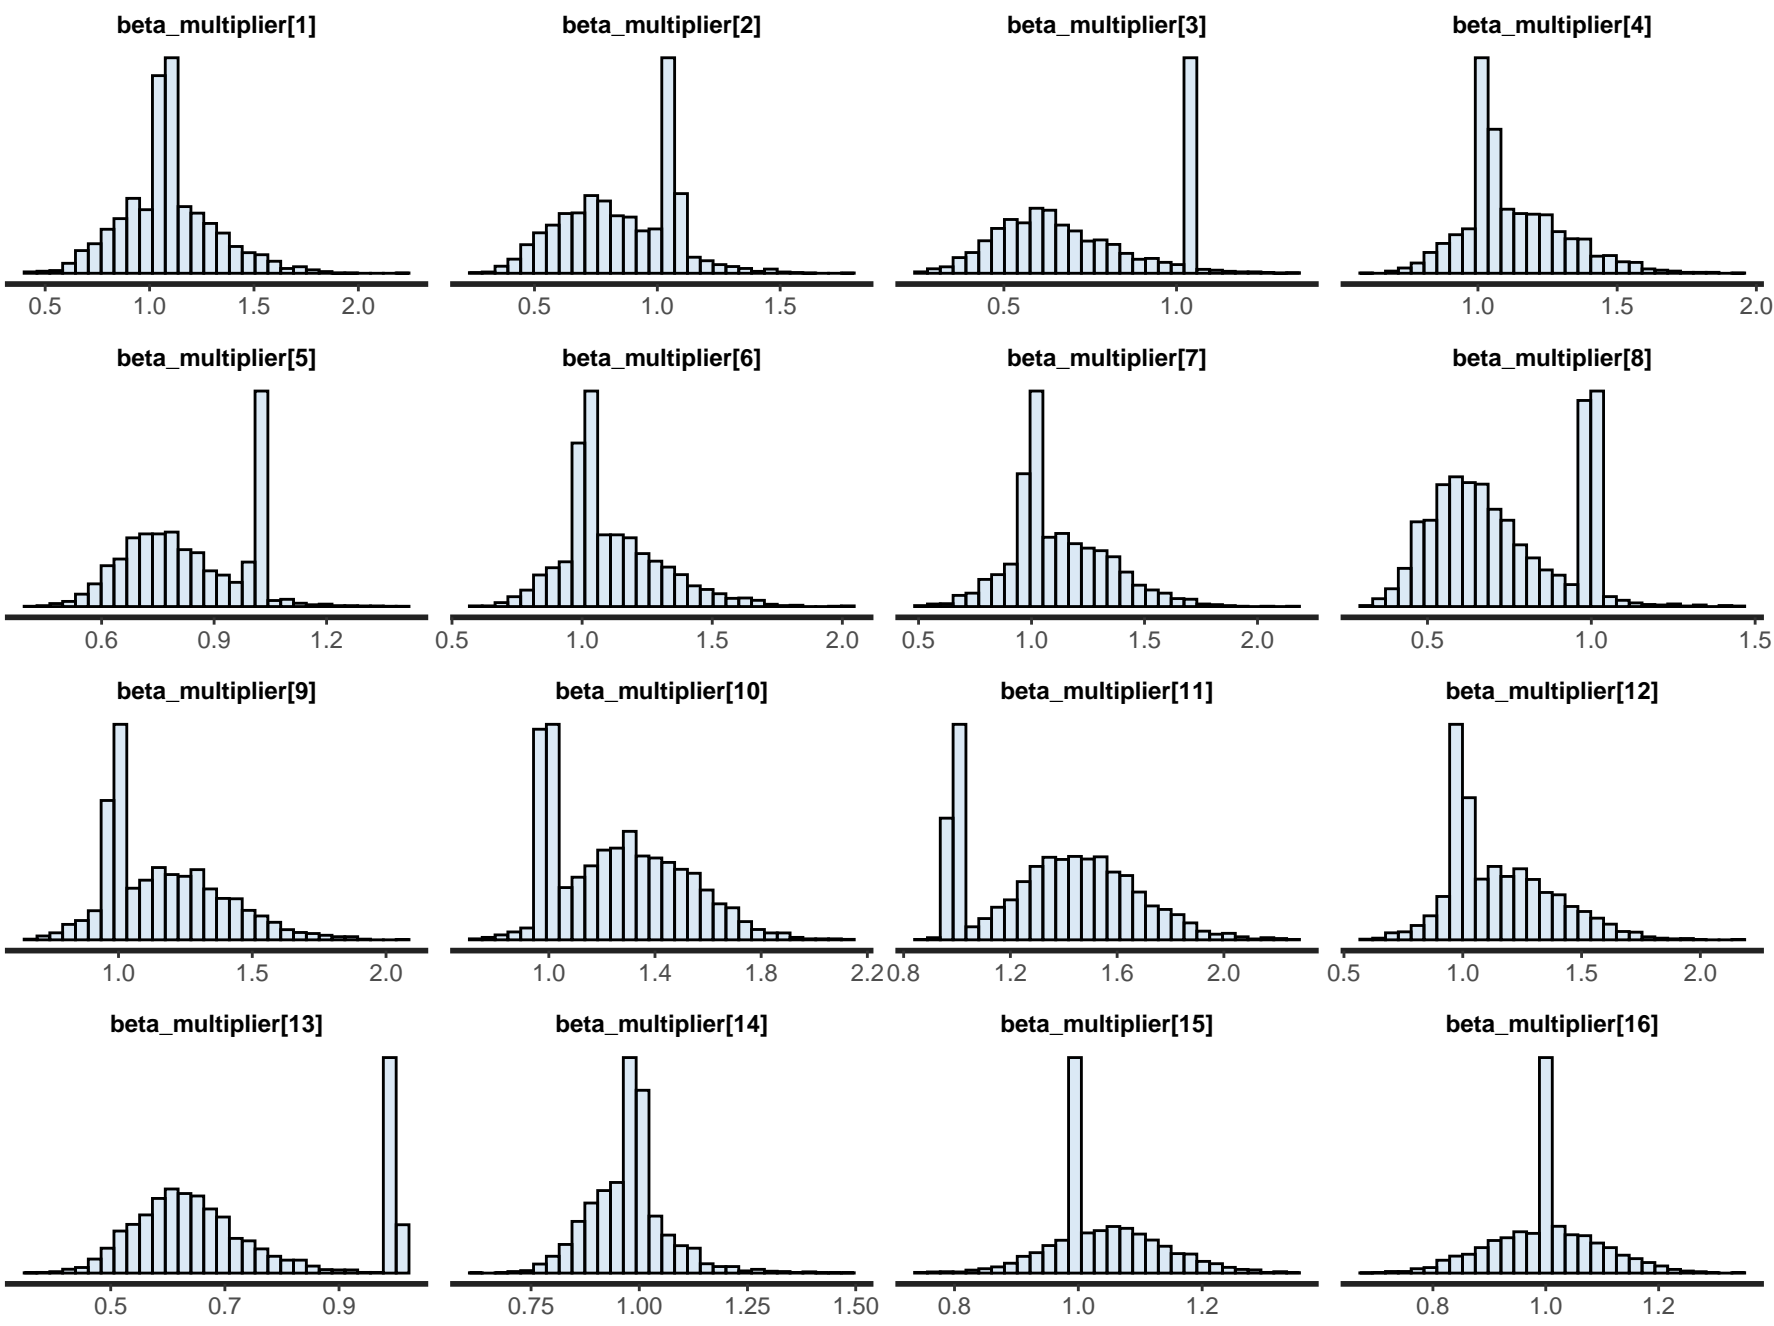 beta_multiplier[1] beta_multiplier[2] beta_multiplier[3] beta_multiplier[4]
0.5 1.0 1.5 2.0 0.5 1.0 1.5 0.5 1.0 1.0 1.5 2.0
beta_multiplier[5] beta_multiplier[6] beta_multiplier[7] beta_multiplier[8]
0.6 0.9 1.2 0.5 1.0 1.5 2.0 0.5 1.0 1.5 2.0 0.5 1.0 1.5
beta_multiplier[9] beta_multiplier[10] beta_multiplier[11] beta_multiplier[12]
1.0 1.5 2.0 1.0 1.4 1.8 2.2 0.8 1.2 1.6 2.0 0.5 1.0 1.5 2.0
beta_multiplier[13] beta_multiplier[14] beta_multiplier[15] beta_multiplier[16]
0.5 0.7 0.9 0.75 1.00 1.25 1.50 0.8 1.0 1.2 0.8 1.0 1.2